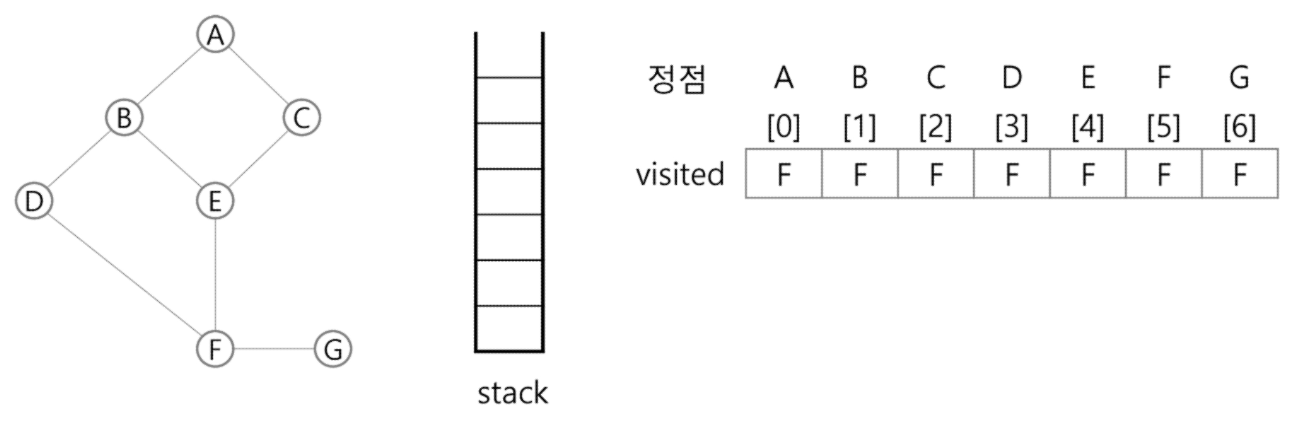 A
B
C
D
E
F
G
stack
정점 A B C D E F G
[0] [1] [2] [3] [4] [5] [6]
visited F F F F F F F